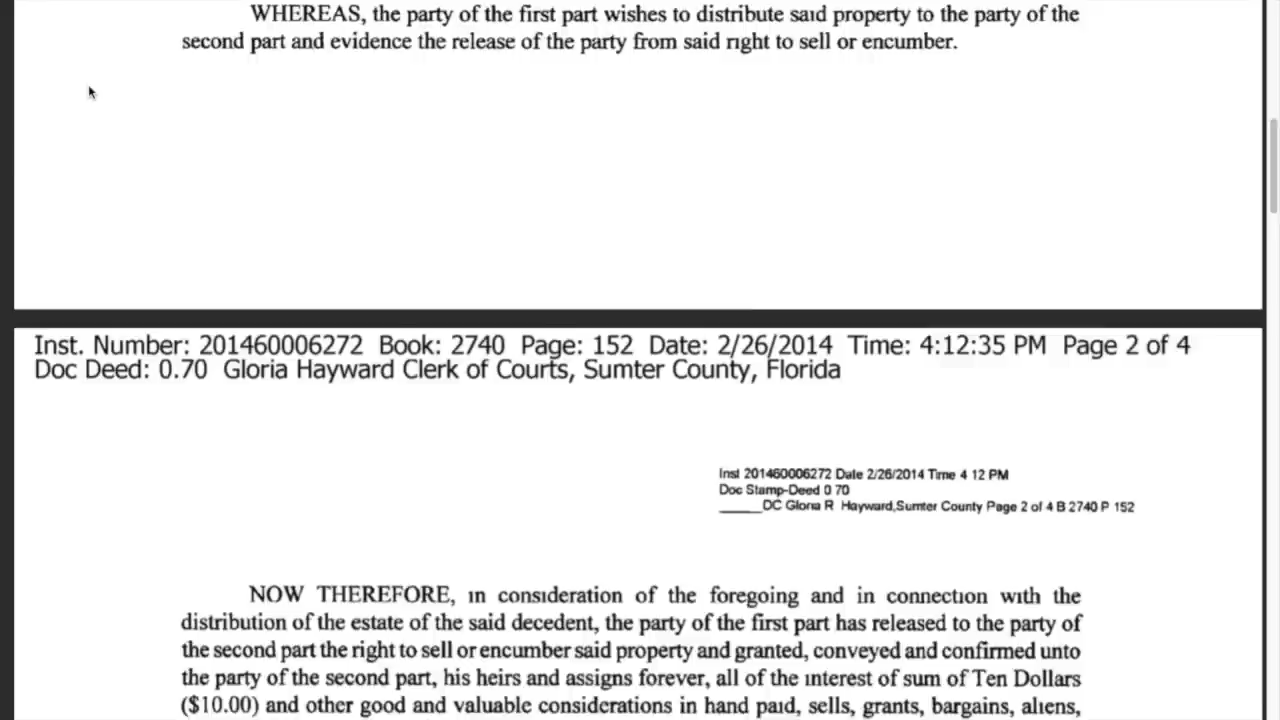 WHEREAS, the party of the first part wishes to distribute said property to the party of the
second part and evidence the release of the party from said right to sell or encumber.
Inst. Number: 201460006272 Book: 2740 Page: 152 Date: 2/26/2014 Time: 4:12:35 PM Page 2 of 4
Doc Deed: 0.70 Gloria Hayward Clerk of Courts, Sumter County, Florida
Inst 201460006272 Date 2/26/2014 Time 4 12 PM
Doc Stamp-Deed 0 70
______DC Gloria R Hayward,Sumter County Page 2 of 4 B 2740 P 152
NOW THEREFORE, in consideration of the foregoing and in connection with the
distribution of the estate of the said decedent, the party of the first part has released to the party of
the second part the right to sell or encumber said property and granted, conveyed and confirmed unto
the party of the second part, his heirs and assigns forever, all of the interest of sum of Ten Dollars
($10.00) and other good and valuable considerations in hand paid, sells, grants, bargains, aliens,